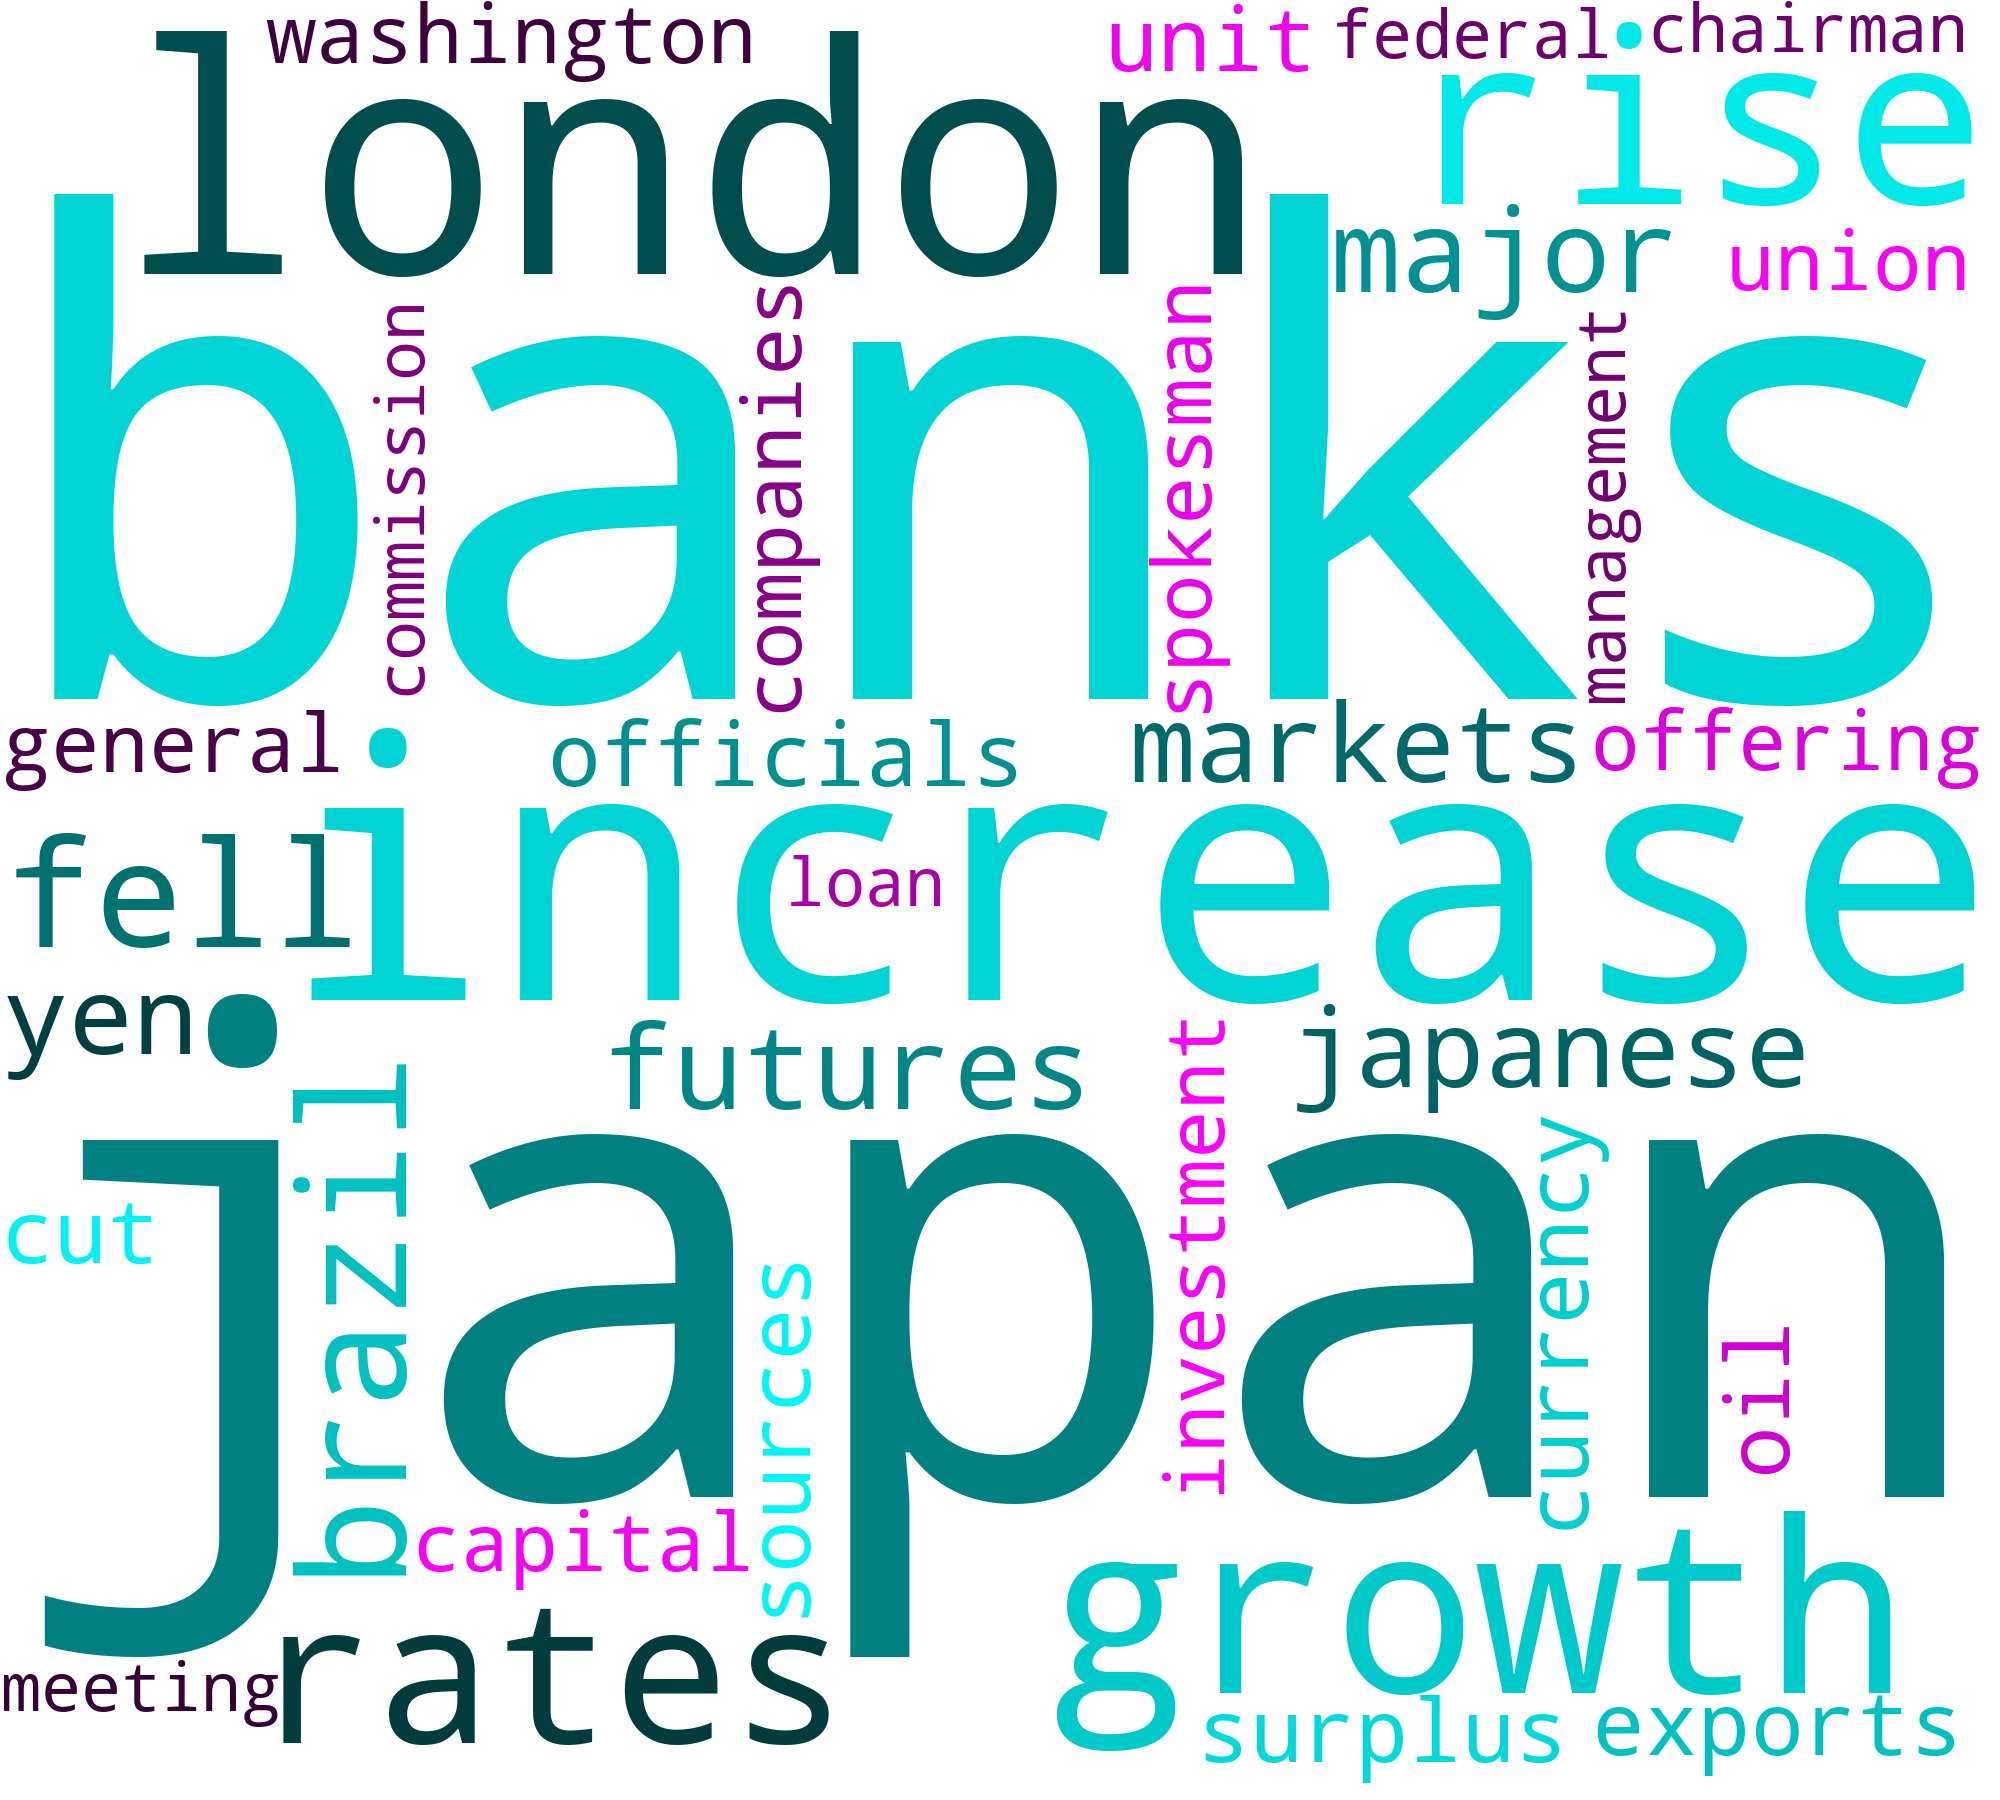 washington
unit
federal
chairman
london
rise
major
union
banks
commission
companies
spokesman
management
general
officials
markets
offering
fell
increase
loan
yen
futures
japanese
japan
brazil
cut
sources
investment
currency
oil
capital
growth
meeting
rates
surplus
exports